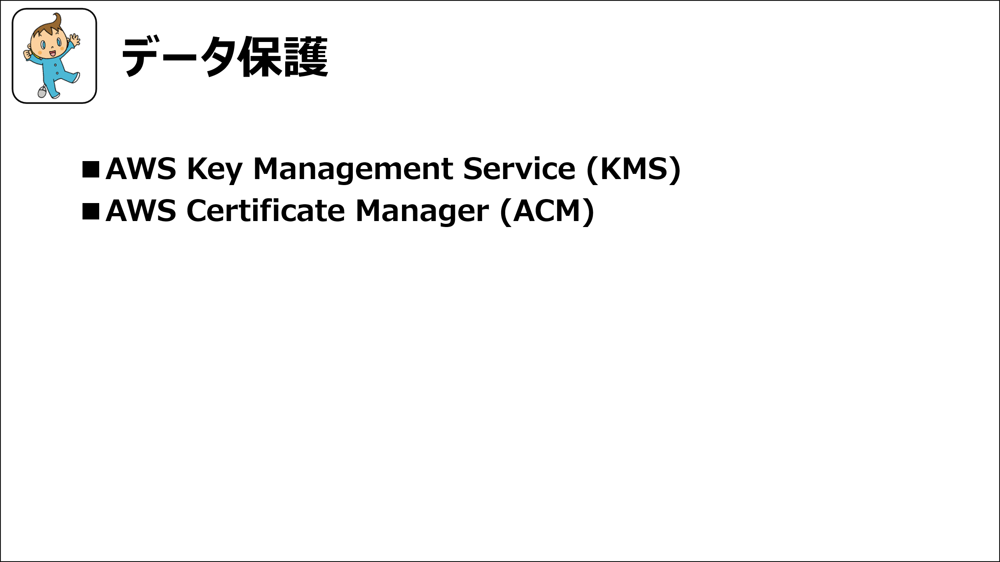 データ保護
■AWS Key Management Service (KMS)
■AWS Certificate Manager (ACM)